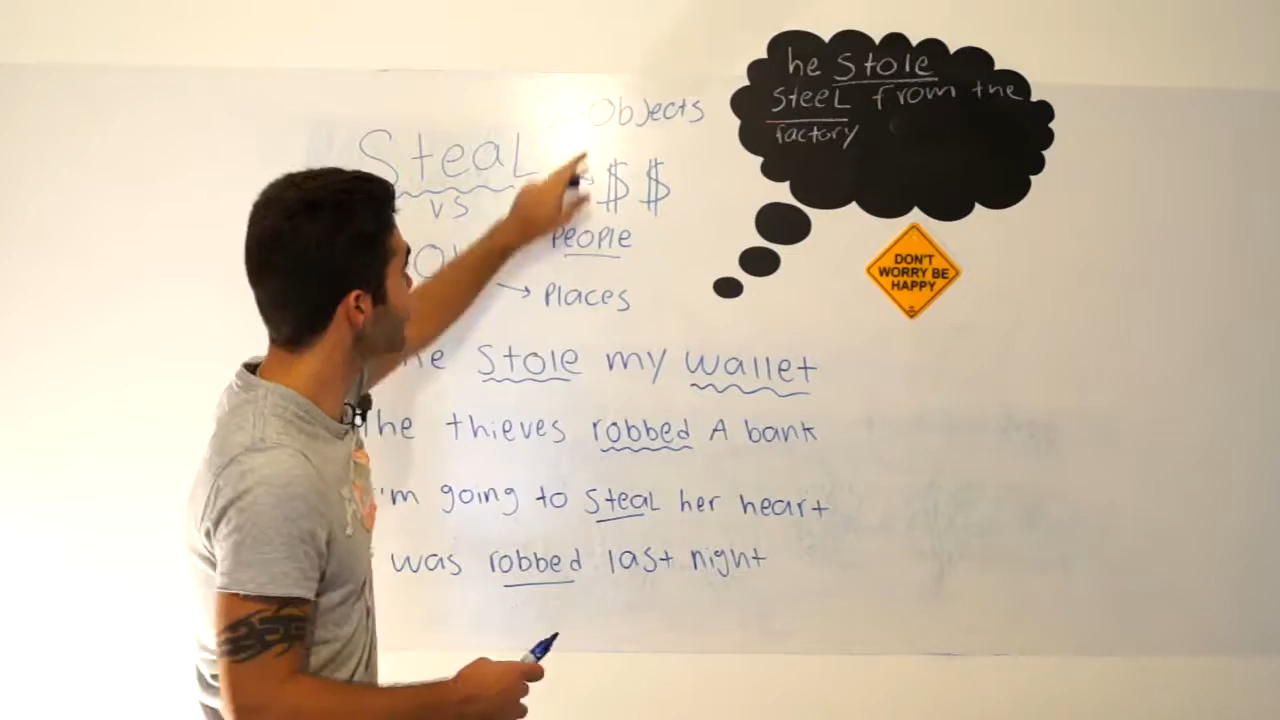 he Stole
Steel from the
factory
Objects
Steal
$ $
vs
People
Places
DON'T
WORRY BE
HAPPY
Stole my wallet
The thieves robbed A bank
I'm going to Steal her heart
was robbed last night